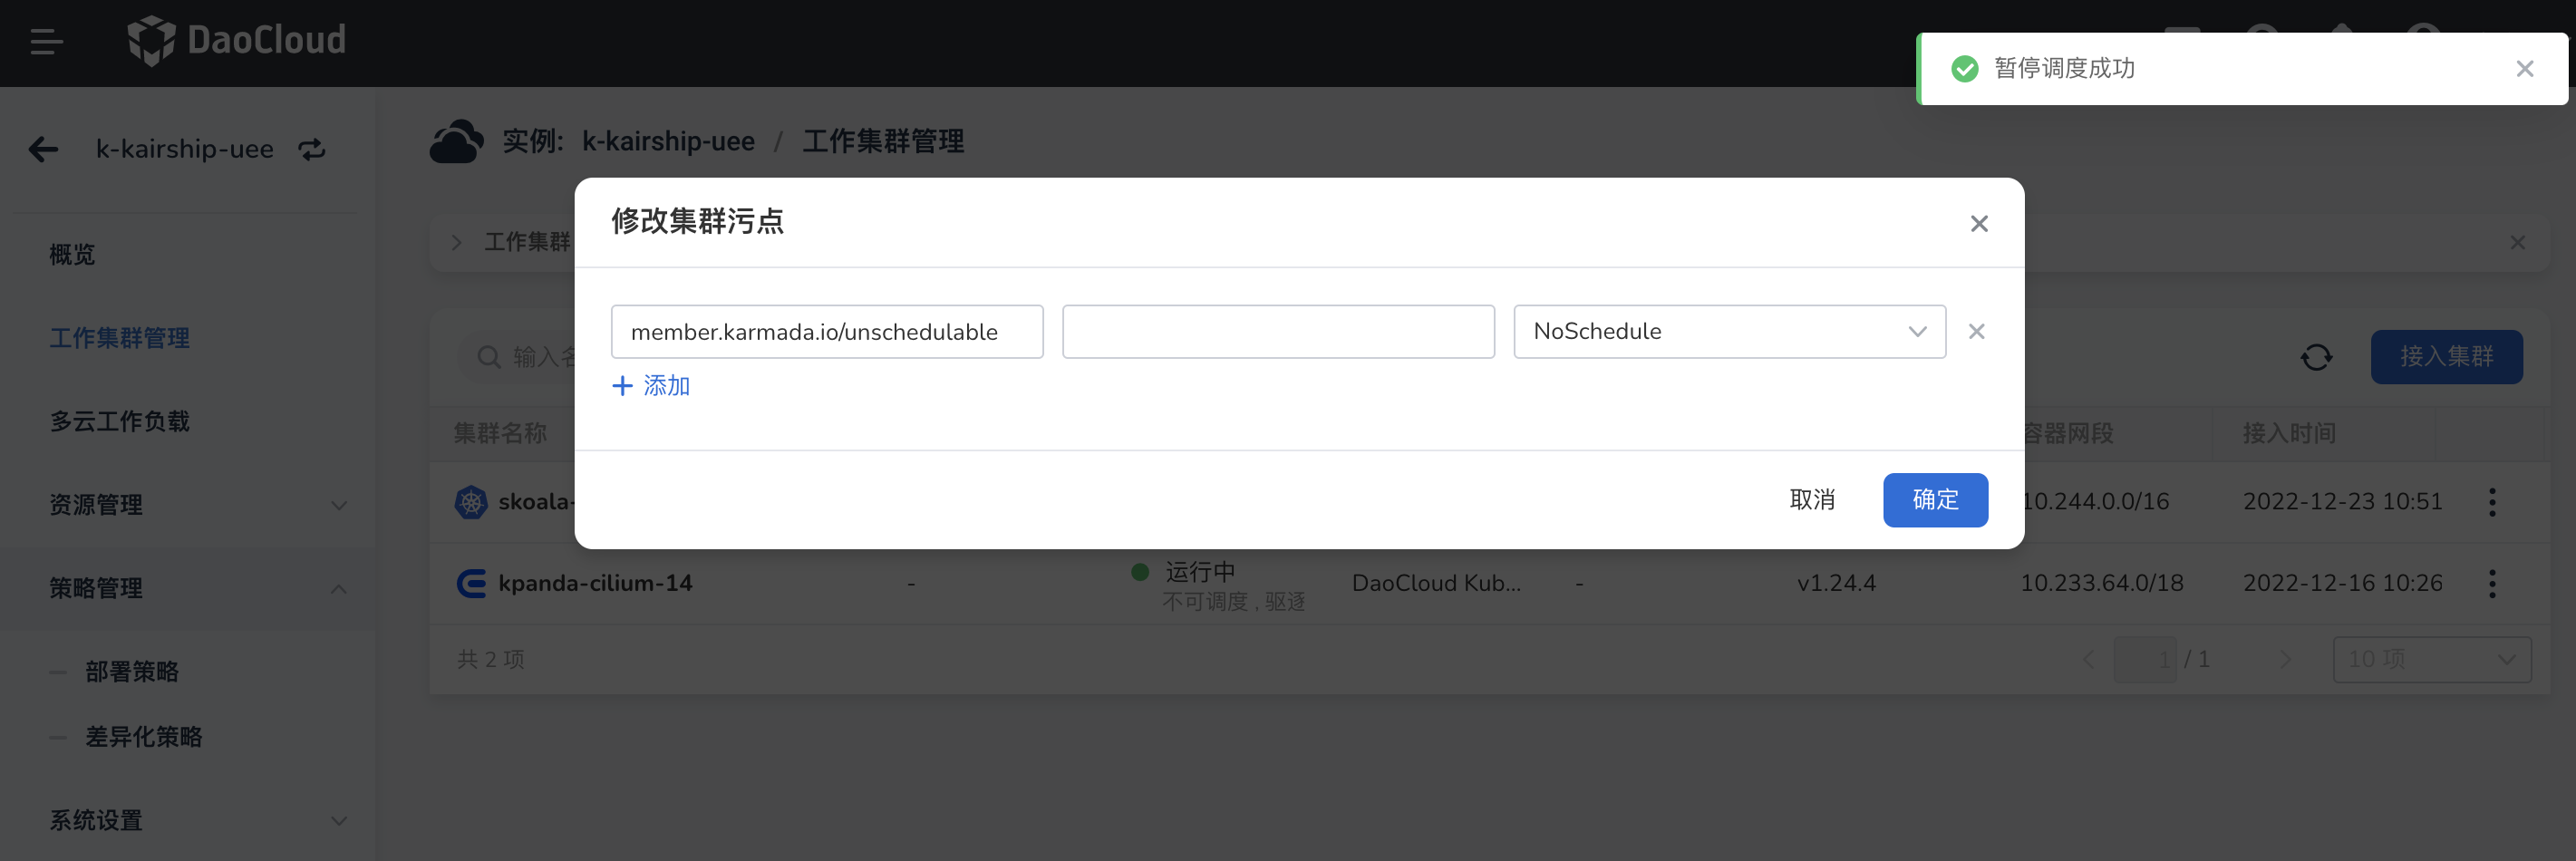 DaoCloud
暂停调度成功
k-kairship-uee
实例: k-kairship-uee / 工作集群管理
修改集群污点
概览
工作集群
member.karmada.io/unschedulable
NoSchedule
工作集群管理
输入名
接入集群
添加
多云工作负载
集群名称
容器网段
接入时间
资源管理
skoala-
取消
确定
10.244.0.0/16
2022-12-23 10:51
策略管理
kpanda-cilium-14
-
运行中
不可调度 , 驱逐
DaoCloud Kub...
-
v1.24.4
10.233.64.0/18
2022-12-16 10:26
部署策略
共 2 项
1 / 1
10 项
差异化策略
系统设置